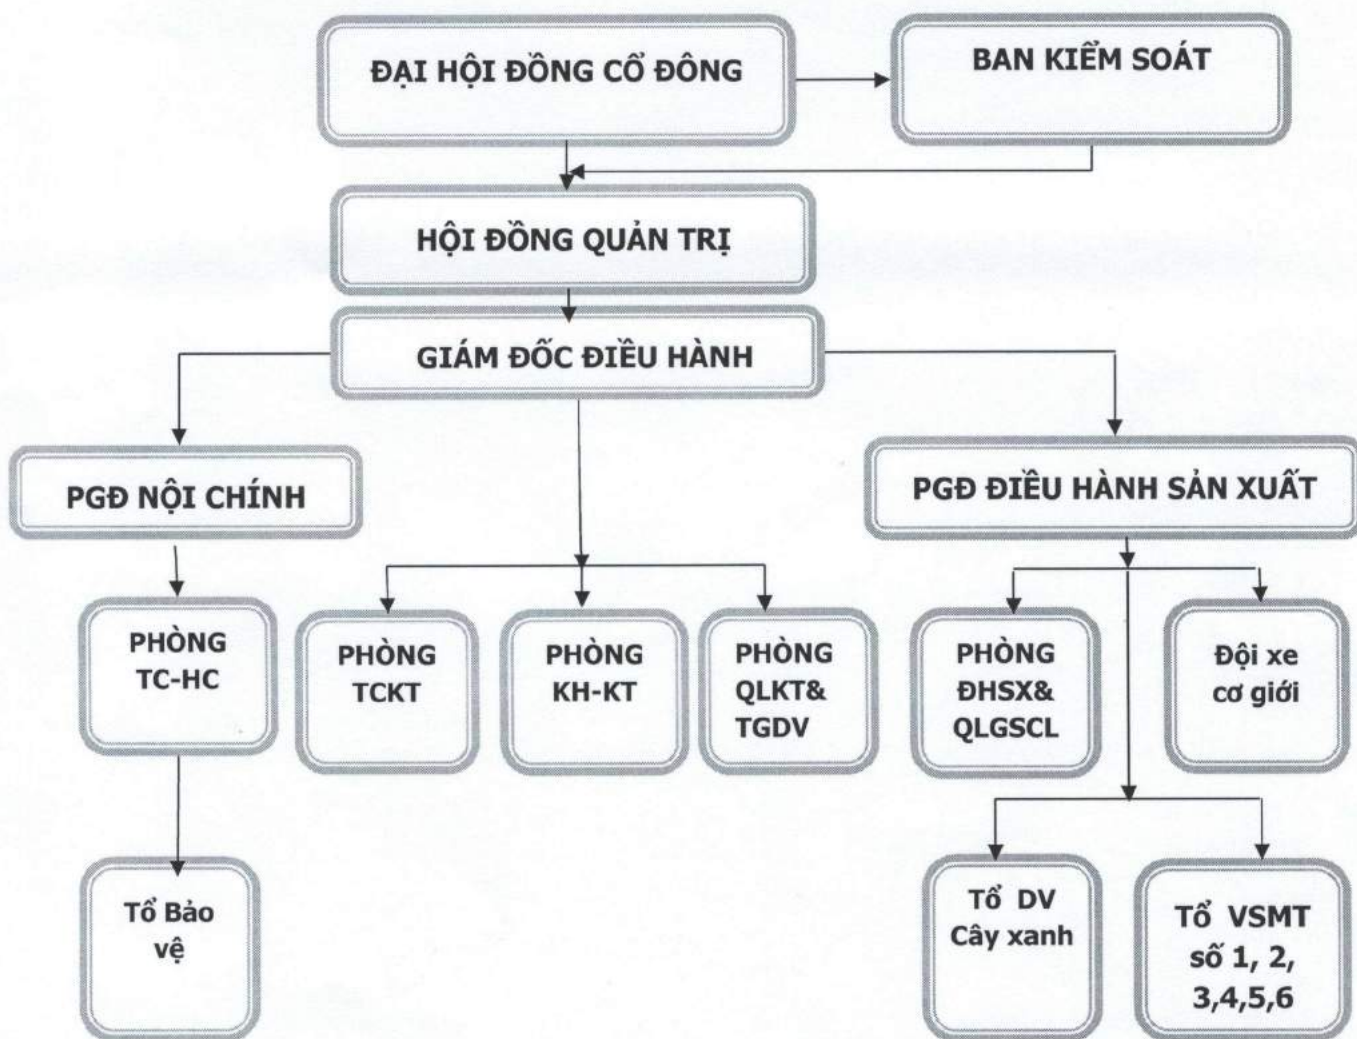 ĐẠI HỘI ĐỒNG CỔ ĐÔNG
BAN KIỂM SOÁT
HỘI ĐỒNG QUẢN TRỊ
GIÁM ĐỐC ĐIỀU HÀNH
PGĐ NỘI CHÍNH
PGĐ ĐIỀU HÀNH SẢN XUẤT
PHÒNG
TC-HC
PHÒNG
TCKT
PHÒNG
KH-KT
PHÒNG
QLKT&
TGDV
PHÒNG
ĐHSX&
QLGSCL
Đội xe
cơ giới
Tổ Bảo
vệ
Tổ DV
Cây xanh
Tổ VSMT
số 1, 2,
3,4,5,6